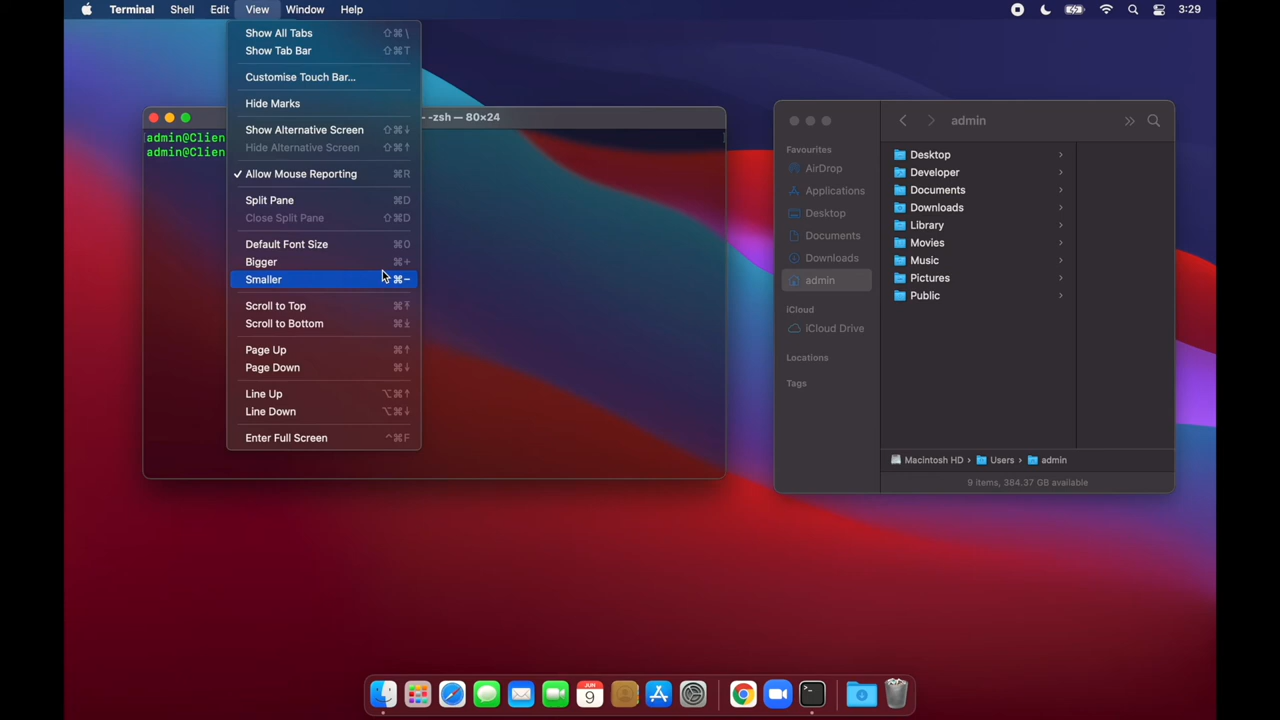 Terminal Shell Edit View Window Help 3:29
Show All Tabs ⇧⌘\
Show Tab Bar ⇧⌘T
Customise Touch Bar...
Hide Marks
Show Alternative Screen ⇧⌘↓
Hide Alternative Screen ⇧⌘↑
✓ Allow Mouse Reporting ⌘R
Split Pane ⌘D
Close Split Pane ⇧⌘D
Default Font Size ⌘0
Bigger ⌘+
Smaller ⌘−
Scroll to Top ⌘⤒
Scroll to Bottom ⌘⤓
Page Up ⌘↑
Page Down ⌘↓
Line Up ⌥⌘↑
Line Down ⌥⌘↓
Enter Full Screen ^⌘F
- -zsh — 80×24
admin@Clien
admin@Clien
admin
Favourites
AirDrop
Applications
Desktop
Documents
Downloads
admin
iCloud
iCloud Drive
Locations
Tags
Desktop
Developer
Documents
Downloads
Library
Movies
Music
Pictures
Public
Macintosh HD › Users › admin
9 items, 384.37 GB available
JUN
9